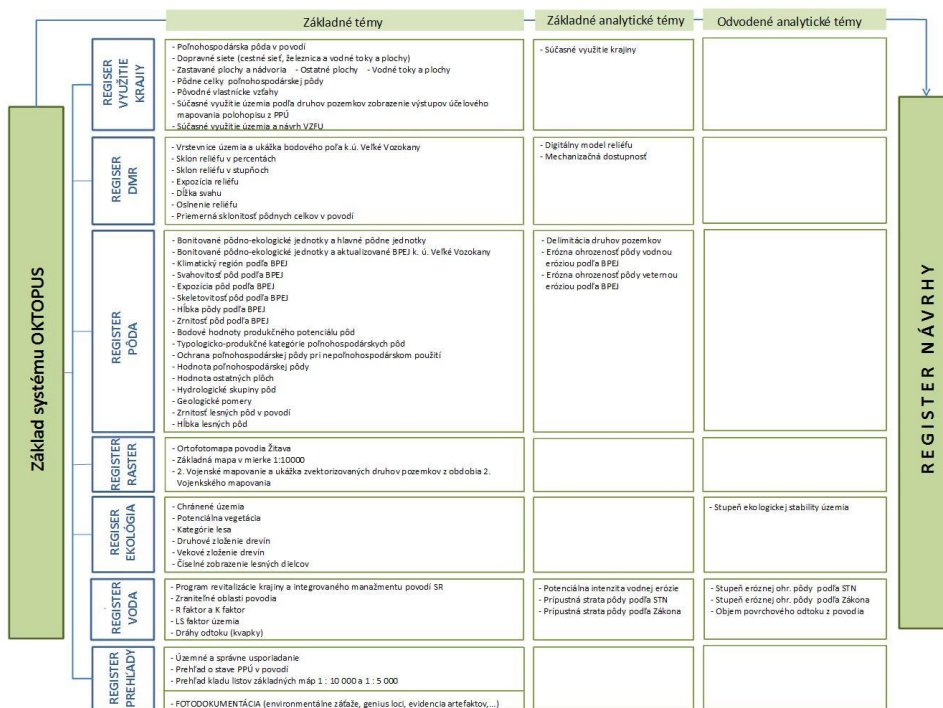 Základné témy
Základné analytické témy
Odvodené analytické témy
Základ systému OKTOPUS
REGISER
VYUŽITIE
KRAJIY
- Poľnohospodárska pôda v povodí
- Dopravné siete (cestné sieť, železnica a vodné toky a plochy)
- Zastavané plochy a nádvoria - Ostatné plochy - Vodné toky a plochy
- Pôdne celky poľnohospodárskej pôdy
- Pôvodné vlastnícke vzťahy
- Súčasné využitie územia podľa druhov pozemkov zobrazenie výstupov účelového
mapovania polohopisu z PPÚ
- Súčasné využitie územia a návrh VZFU
- Súčasné využitie krajiny
REGISER
DMR
- Vrstevnice územia a ukážka bodového poľa k.ú. Veľké Vozokany
- Sklon reliéfu v percentách
- Sklon reliéfu v stupňoch
- Expozícia reliéfu
- Dĺžka svahu
- Oslnenie reliéfu
- Priemerná sklonitosť pôdnych celkov v povodí
- Digitálny model reliéfu
- Mechanizačná dostupnosť
REGISTER
PÔDA
- Bonitované pôdno-ekologické jednotky a hlavné pôdne jednotky
- Bonitované pôdno-ekologické jednotky a aktualizované BPEJ k. ú. Veľké Vozokany
- Klimatický región podľa BPEJ
- Svahovitosť pôd podľa BPEJ
- Expozícia pôd podľa BPEJ
- Skeletovitosť pôd podľa BPEJ
- Hĺbka pôdy podľa BPEJ
- Zrnitosť pôd podľa BPEJ
- Bodové hodnoty produkčného potenciálu pôd
- Typologicko-produkčné kategórie poľnohospodárskych pôd
- Ochrana poľnohospodárskej pôdy pri nepoľnohospodárskom použití
- Hodnota poľnohospodárskej pôdy
- Hodnota ostatných plôch
- Hydrologické skupiny pôd
- Geologické pomery
- Zrnitosť lesných pôd v povodí
- Hĺbka lesných pôd
- Delimitácia druhov pozemkov
- Erózna ohrozenosť pôdy vodnou
eróziou podľa BPEJ
- Erózna ohrozenosť pôdy veternou
eróziou podľa BPEJ
REGISTER
RASTER
- Ortofotomapa povodia Žitava
- Základná mapa v mierke 1:10000
- 2. Vojenské mapovanie a ukážka zvektorizovaných druhov pozemkov z obdobia 2.
Vojenkského mapovania
REGISER
EKOLÓGIA
- Chránené územia
- Potenciálna vegetácia
- Kategórie lesa
- Druhové zloženie drevín
- Vekové zloženie drevín
- Číselné zobrazenie lesných dielcov
- Stupeň ekologickej stability územia
REGISTER
VODA
- Program revitalizácie krajiny a integrovaného manažmentu povodí SR
- Zraniteľné oblasti povodia
- R faktor a K faktor
- LS faktor územia
- Dráhy odtoku (kvapky)
- Potenciálna intenzita vodnej erózie
- Prípustná strata pôdy podľa STN
- Prípustná strata pôdy podľa Zákona
- Stupeň eróznej ohr. pôdy podľa STN
- Stupeň eróznej ohr. pôdy podľa Zákona
- Objem povrchového odtoku z povodia
REGISTER
PREHĽADY
- Územné a správne usporiadanie
- Prehľad o stave PPÚ v povodí
- Prehľad kladu listov základných máp 1 : 10 000 a 1 : 5 000
- FOTODOKUMENTÁCIA (environmentálne záťaže, genius loci, evidencia artefaktov,...)
REGISTER NÁVRHY